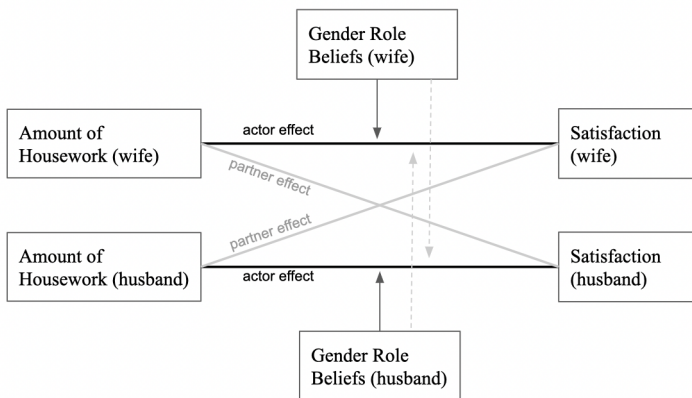 Gender Role
Beliefs (wife)
Amount of
Housework (wife)
actor effect
Satisfaction
(wife)
partner effect
partner effect
Amount of
Housework (husband)
actor effect
Satisfaction
(husband)
Gender Role
Beliefs (husband)